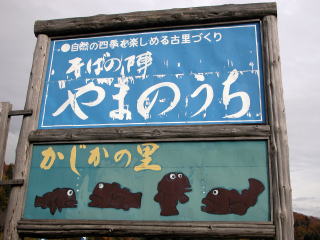 ●自然の四季を楽しめる古里づくり
そばの陣
やまのうち
かじかの里